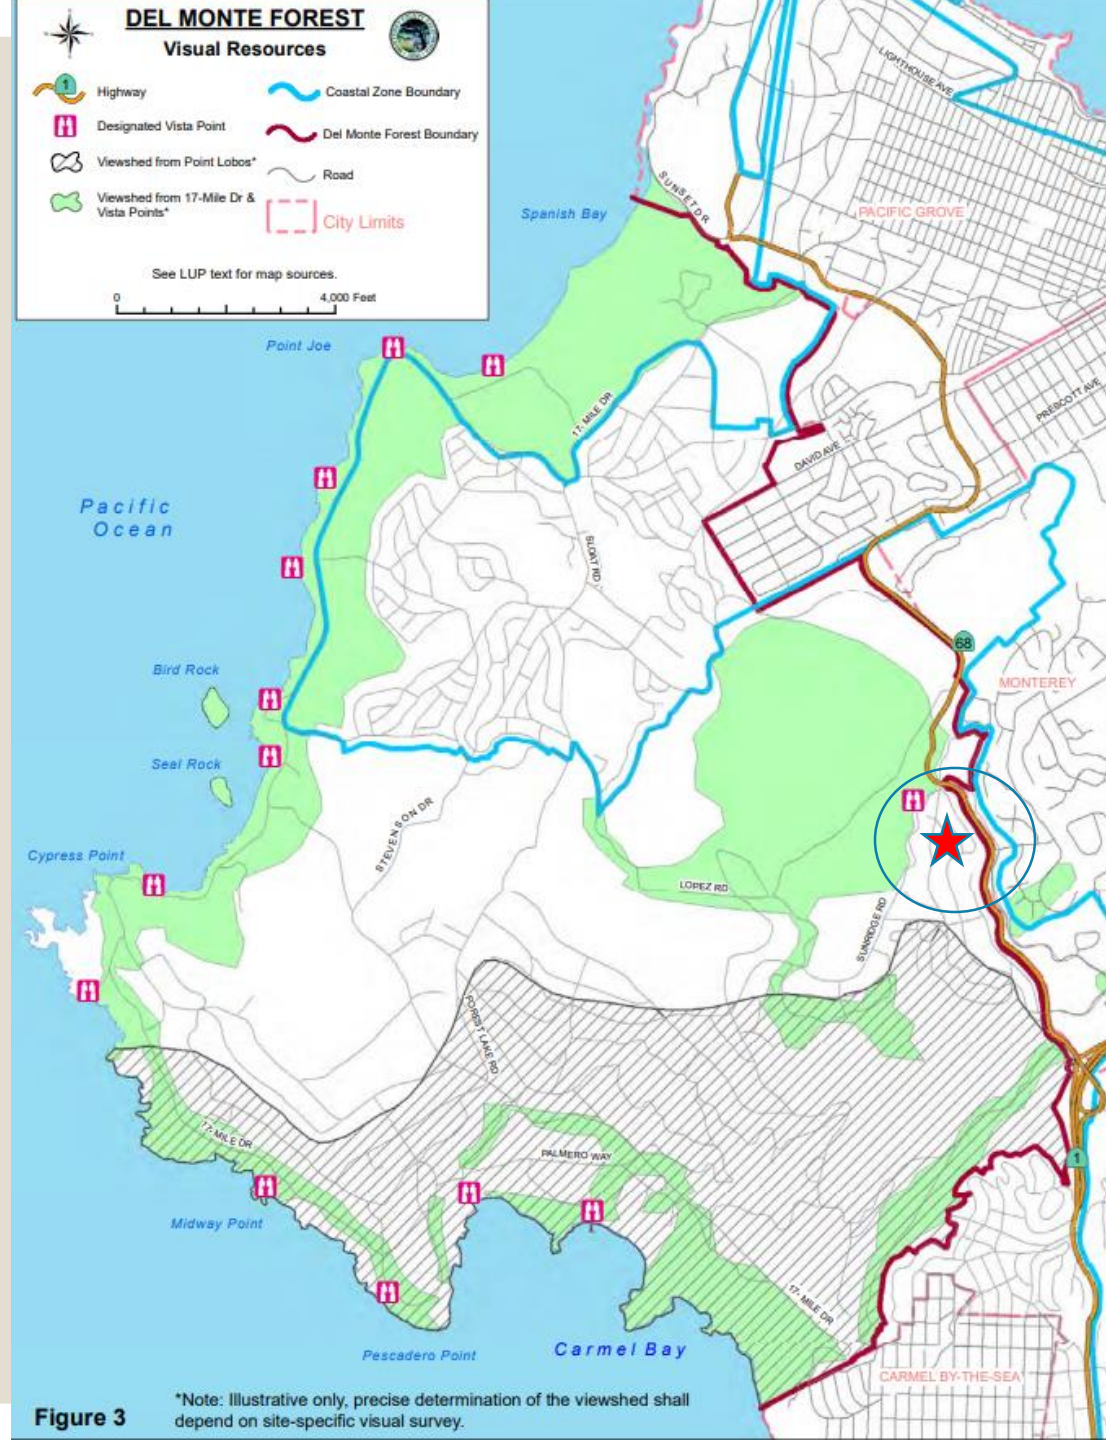 DEL MONTE FOREST
Visual Resources
1
Highway
Coastal Zone Boundary
Designated Vista Point
Del Monte Forest Boundary
Viewshed from Point Lobos*
Road
Viewshed from 17-Mile Dr &
Vista Points*
City Limits
See LUP text for map sources.
0
4,000 Feet
LIGHTHOUSE AVE
SUNSET DR
PACIFIC GROVE
Spanish Bay
Point Joe
17- MILE DR
PRESCOTT AVE
DAVID AVE
Pacific
Ocean
SLOAT RD
68
Bird Rock
MONTEREY
Seal Rock
STEVENSON DR
Cypress Point
LOPEZ RD
SUNRIDGE RD
FOREST LAKE RD
17- MILE DR
PALMERO WAY
1
Midway Point
17- MILE DR
Pescadero Point
Carmel Bay
CARMEL BY-THE-SEA
Figure 3
*Note: Illustrative only, precise determination of the viewshed shall
depend on site-specific visual survey.